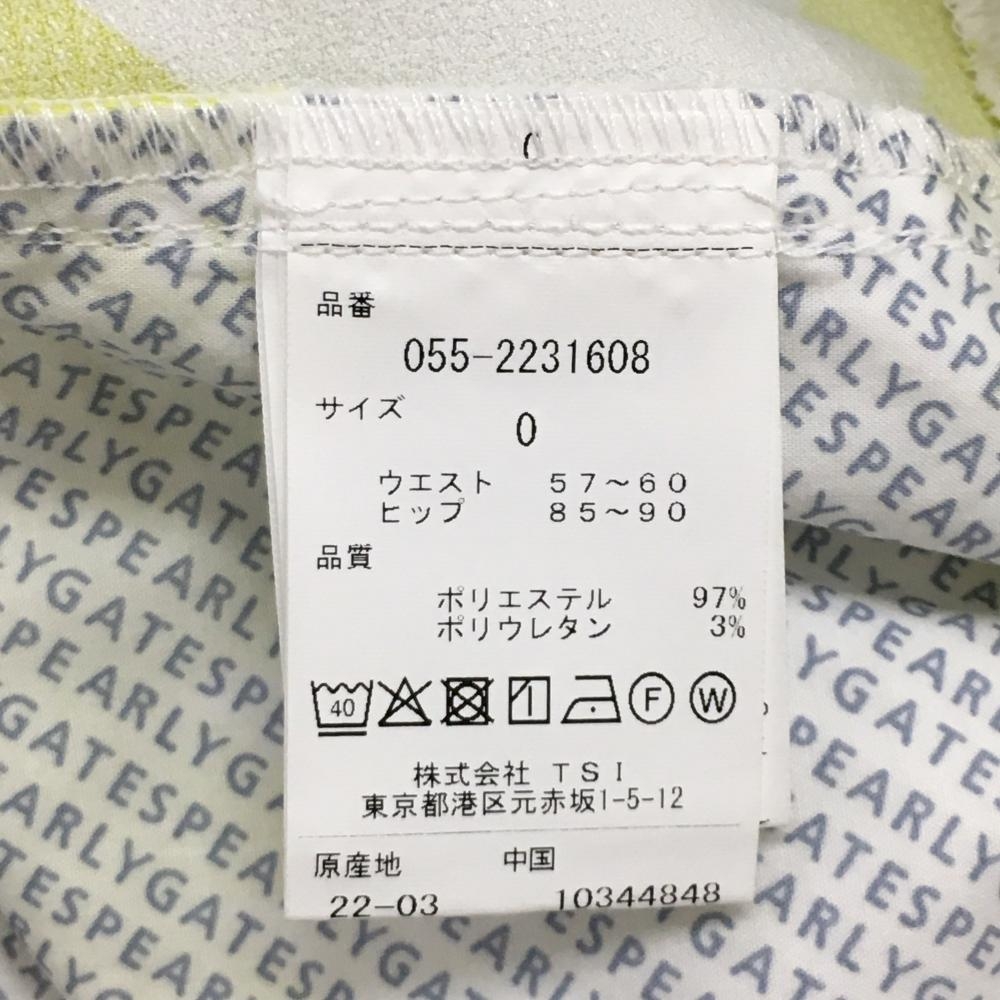 品番
055-2231608
サイズ
0
ウエスト 57～60
ヒップ 85～90
品質
ポリエステル 97%
ポリウレタン 3%
40 F W
株式会社 TSI
東京都港区元赤坂1-5-12
原産地 中国
22-03 10344848
PEARLYGATES